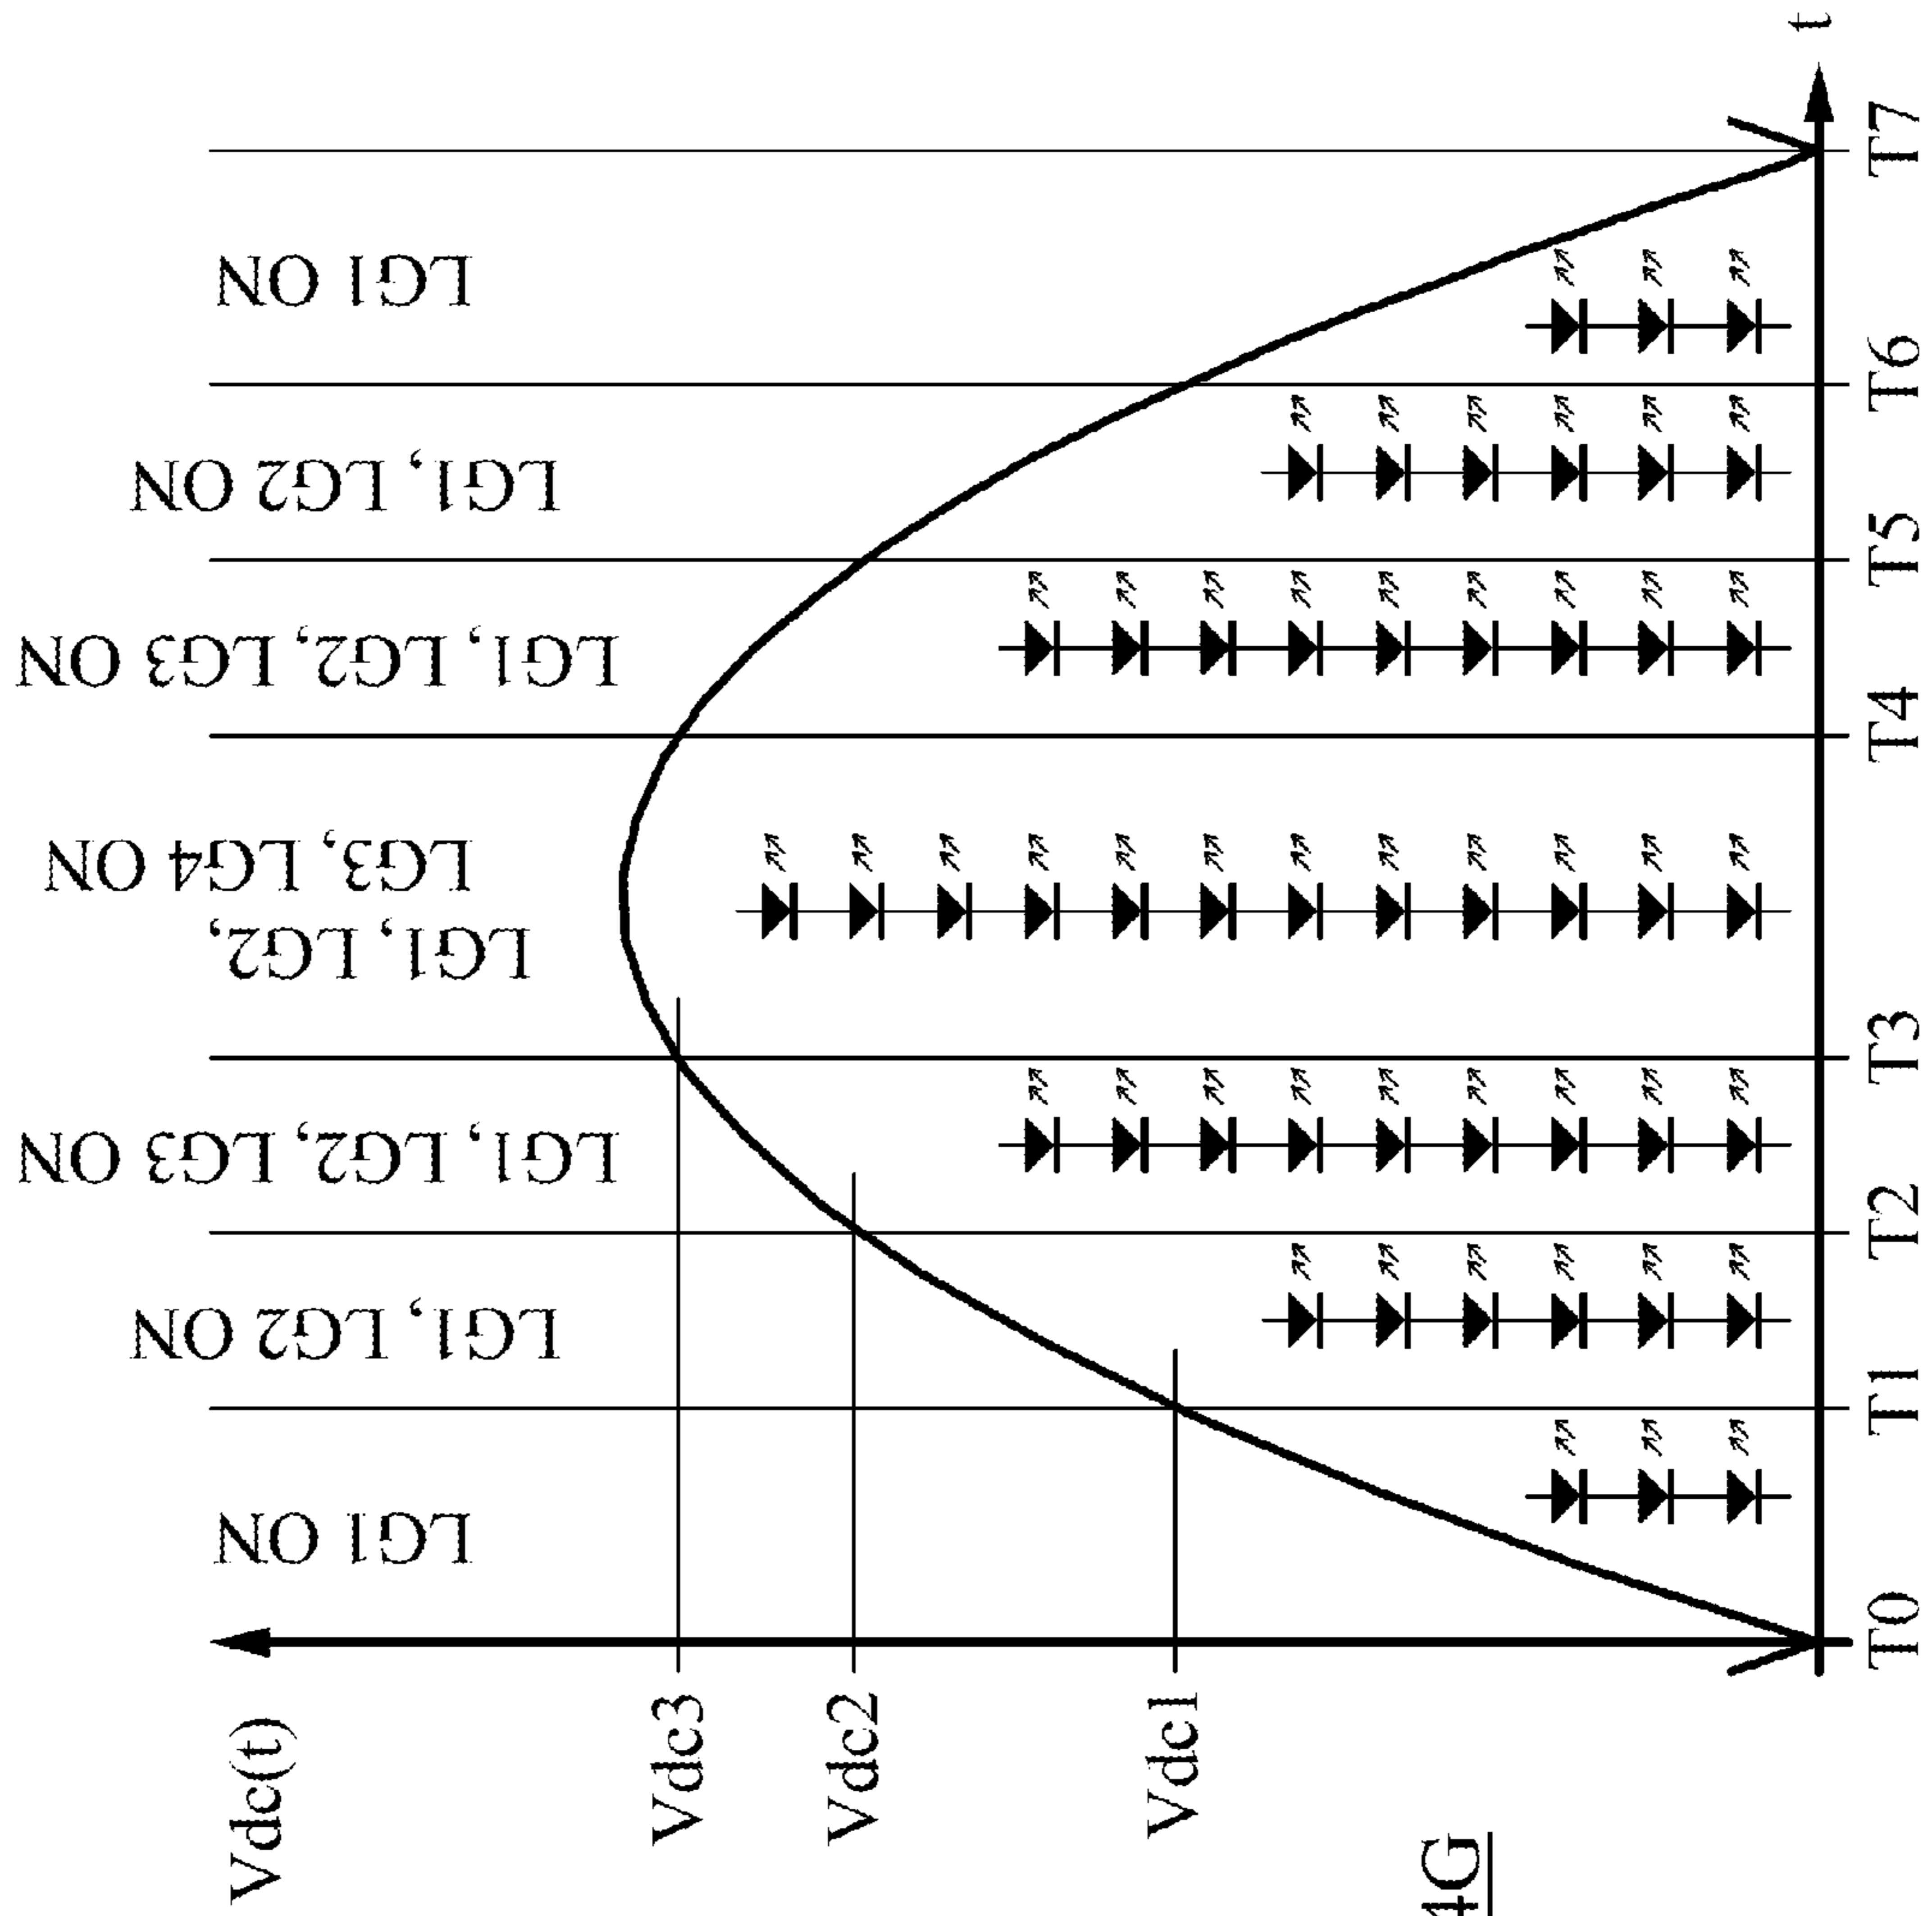 Vdc(t)
LG1 ON
LG1, LG2 ON
LG1, LG2, LG3 ON
LG1, LG2,
LG3, LG4 ON
LG1, LG2, LG3 ON
LG1, LG2 ON
LG1 ON
Vdc3
Vdc2
Vdc1
T0
T1
T2
T3
T4
T5
T6
T7
t
4G